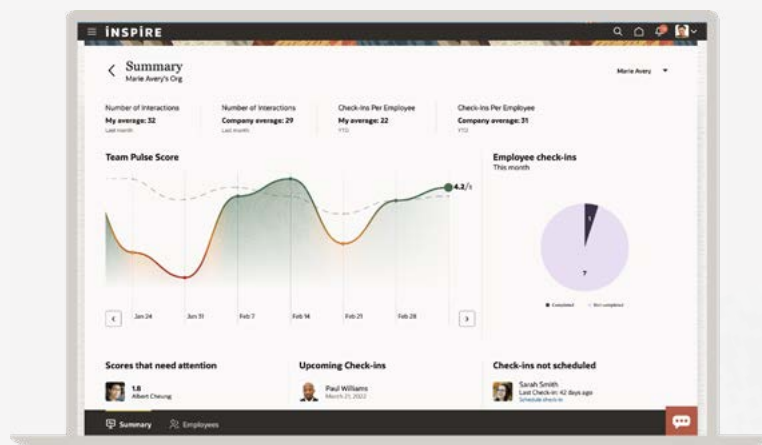 INSPIRE
Summary
Marie Avery's Org
Marie Avery
Number of Interactions
My average: 32
Last month
Number of Interactions
Company average: 29
Last month
Check-Ins Per Employee
My average: 22
YTD
Check-Ins Per Employee
Company average: 31
YTD
Team Pulse Score
4.2/5
Jan 24
Jan 31
Feb 7
Feb 14
Feb 21
Feb 28
Employee check-ins
This month
1
7
Completed
Not completed
Scores that need attention
1.8
Albert Cheung
Upcoming Check-ins
Paul Williams
March 21, 2022
Check-ins not scheduled
Sarah Smith
Last Check-in: 42 days ago
Schedule check-in
Summary
Employees